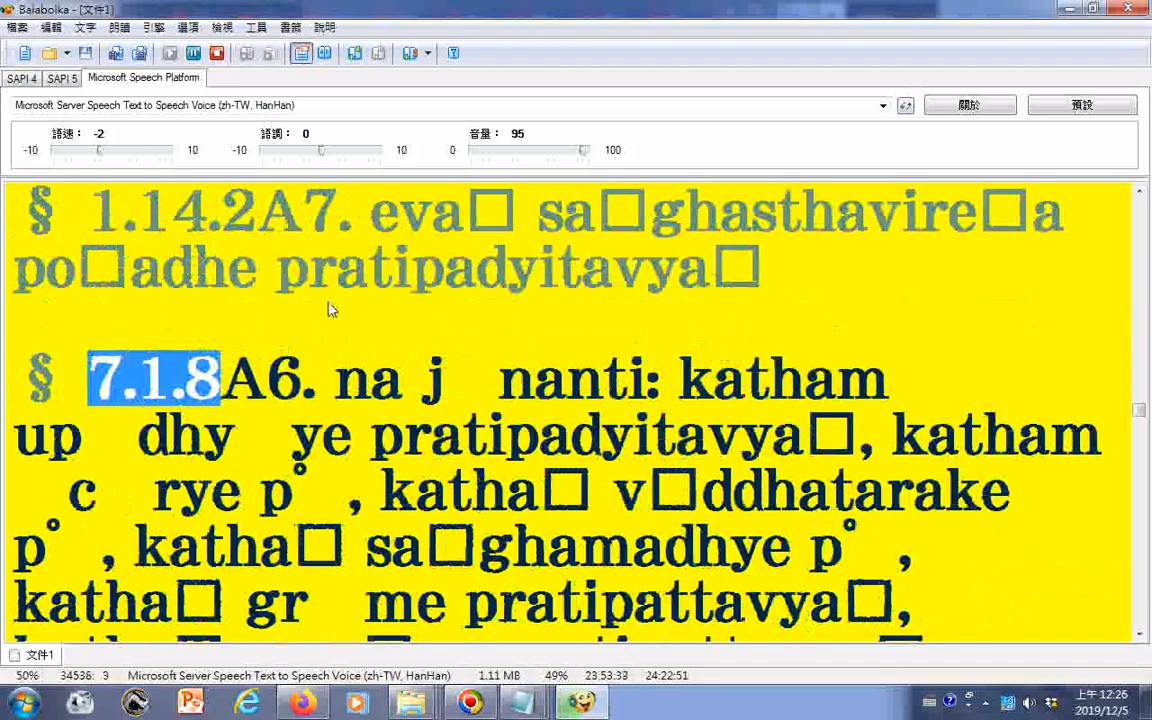 Balabolka - [文件1]
檔案 編輯 文字 朗讀 引擎 選項 檢視 工具 書籤 說明
SAPI 4 SAPI 5 Microsoft Speech Platform
Microsoft Server Speech Text to Speech Voice (zh-TW, HanHan) 關於 預設
語速： -2 語調： 0 音量： 95
-10 10 -10 10 0 100
§ 1.14.2A7. eva□ sa□ghasthavire□a
po□adhe pratipadyitavya□
§ 7.1.8A6. na j nanti: katham
up dhy ye pratipadyitavya□, katham
c rye p° , katha□ v□ddhatarake
p° , katha□ sa□ghamadhye p° ,
katha□ gr me pratipattavya□,
文件1
50% 34536: 3 Microsoft Server Speech Text to Speech Voice (zh-TW, HanHan) 1.11 MB 49% 23:53:33 24:22:51
上午 12:26
2019/12/5